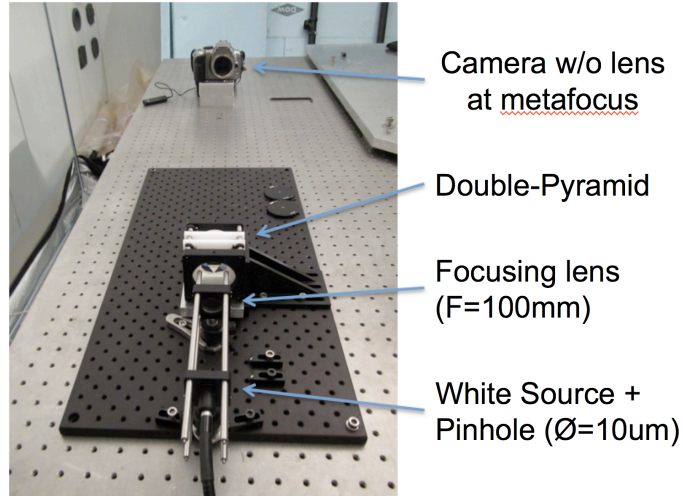 Camera w/o lens
at metafocus
Double-Pyramid
Focusing lens
(F=100mm)
White Source +
Pinhole (Ø=10um)